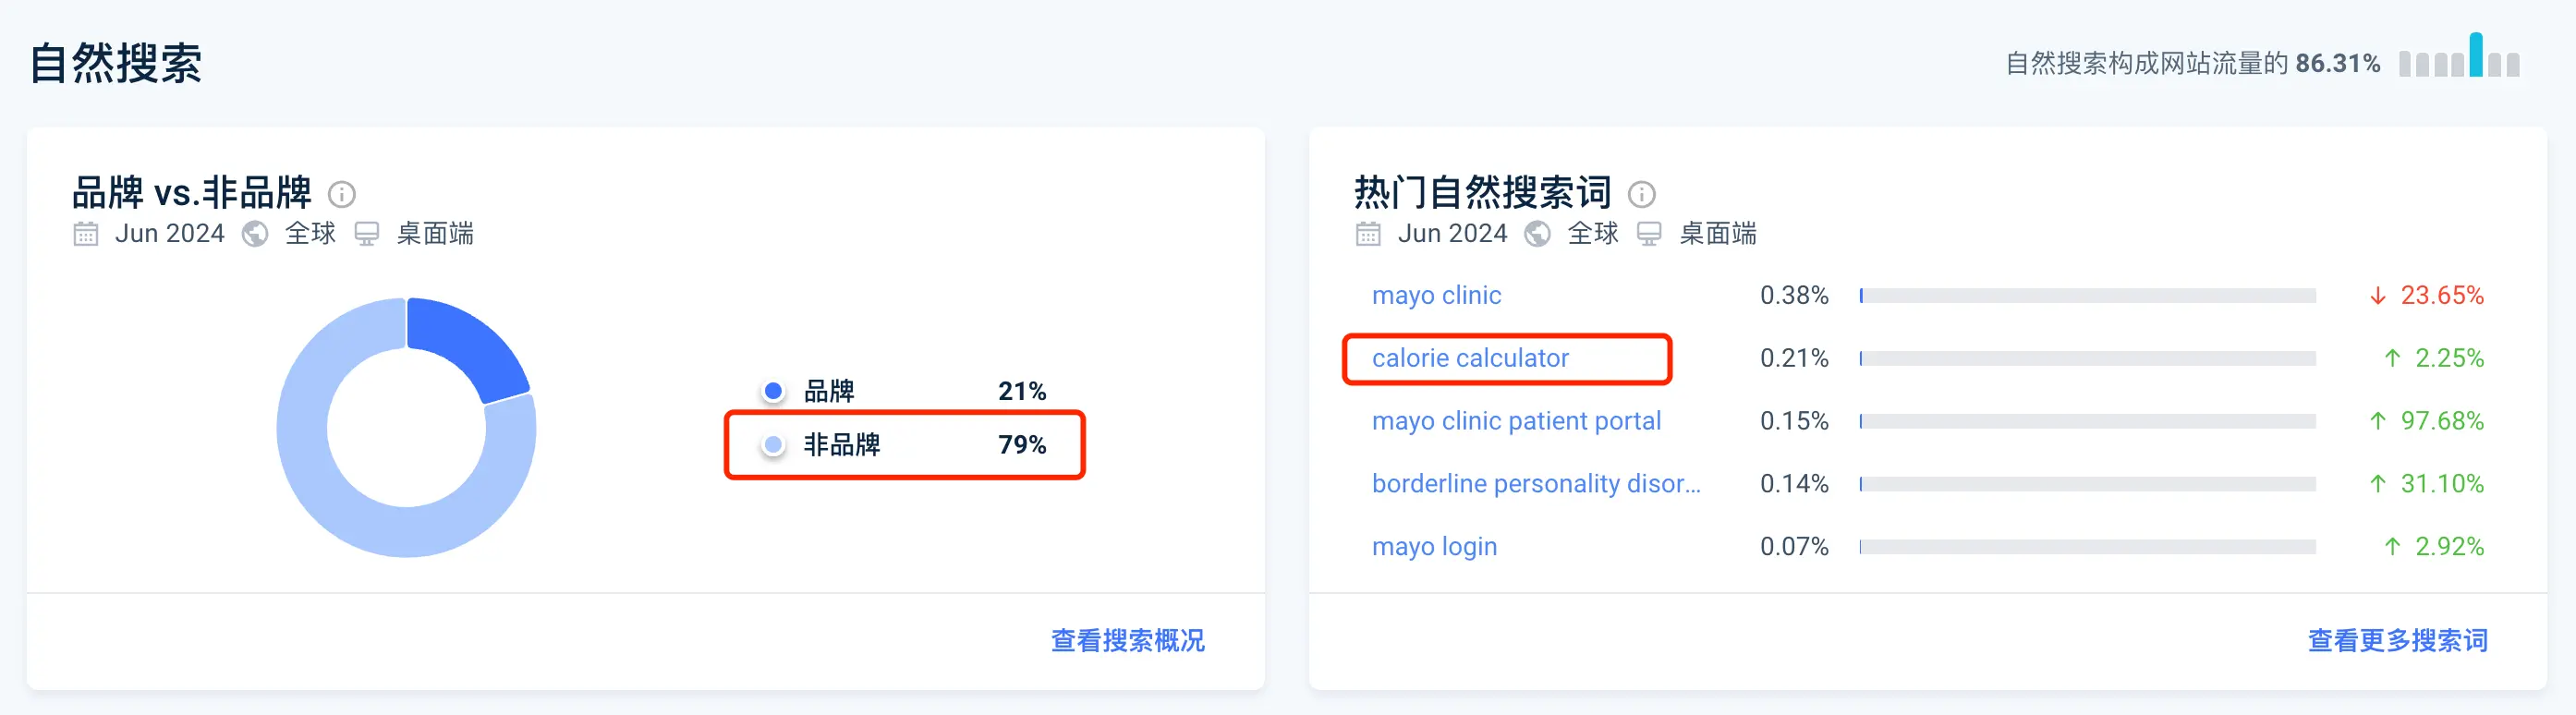 自然搜索
自然搜索构成网站流量的 86.31%
品牌 vs.非品牌
Jun 2024 全球 桌面端
品牌 21%
非品牌 79%
查看搜索概况
热门自然搜索词
Jun 2024 全球 桌面端
mayo clinic 0.38% ↓ 23.65%
calorie calculator 0.21% ↑ 2.25%
mayo clinic patient portal 0.15% ↑ 97.68%
borderline personality disor... 0.14% ↑ 31.10%
mayo login 0.07% ↑ 2.92%
查看更多搜索词